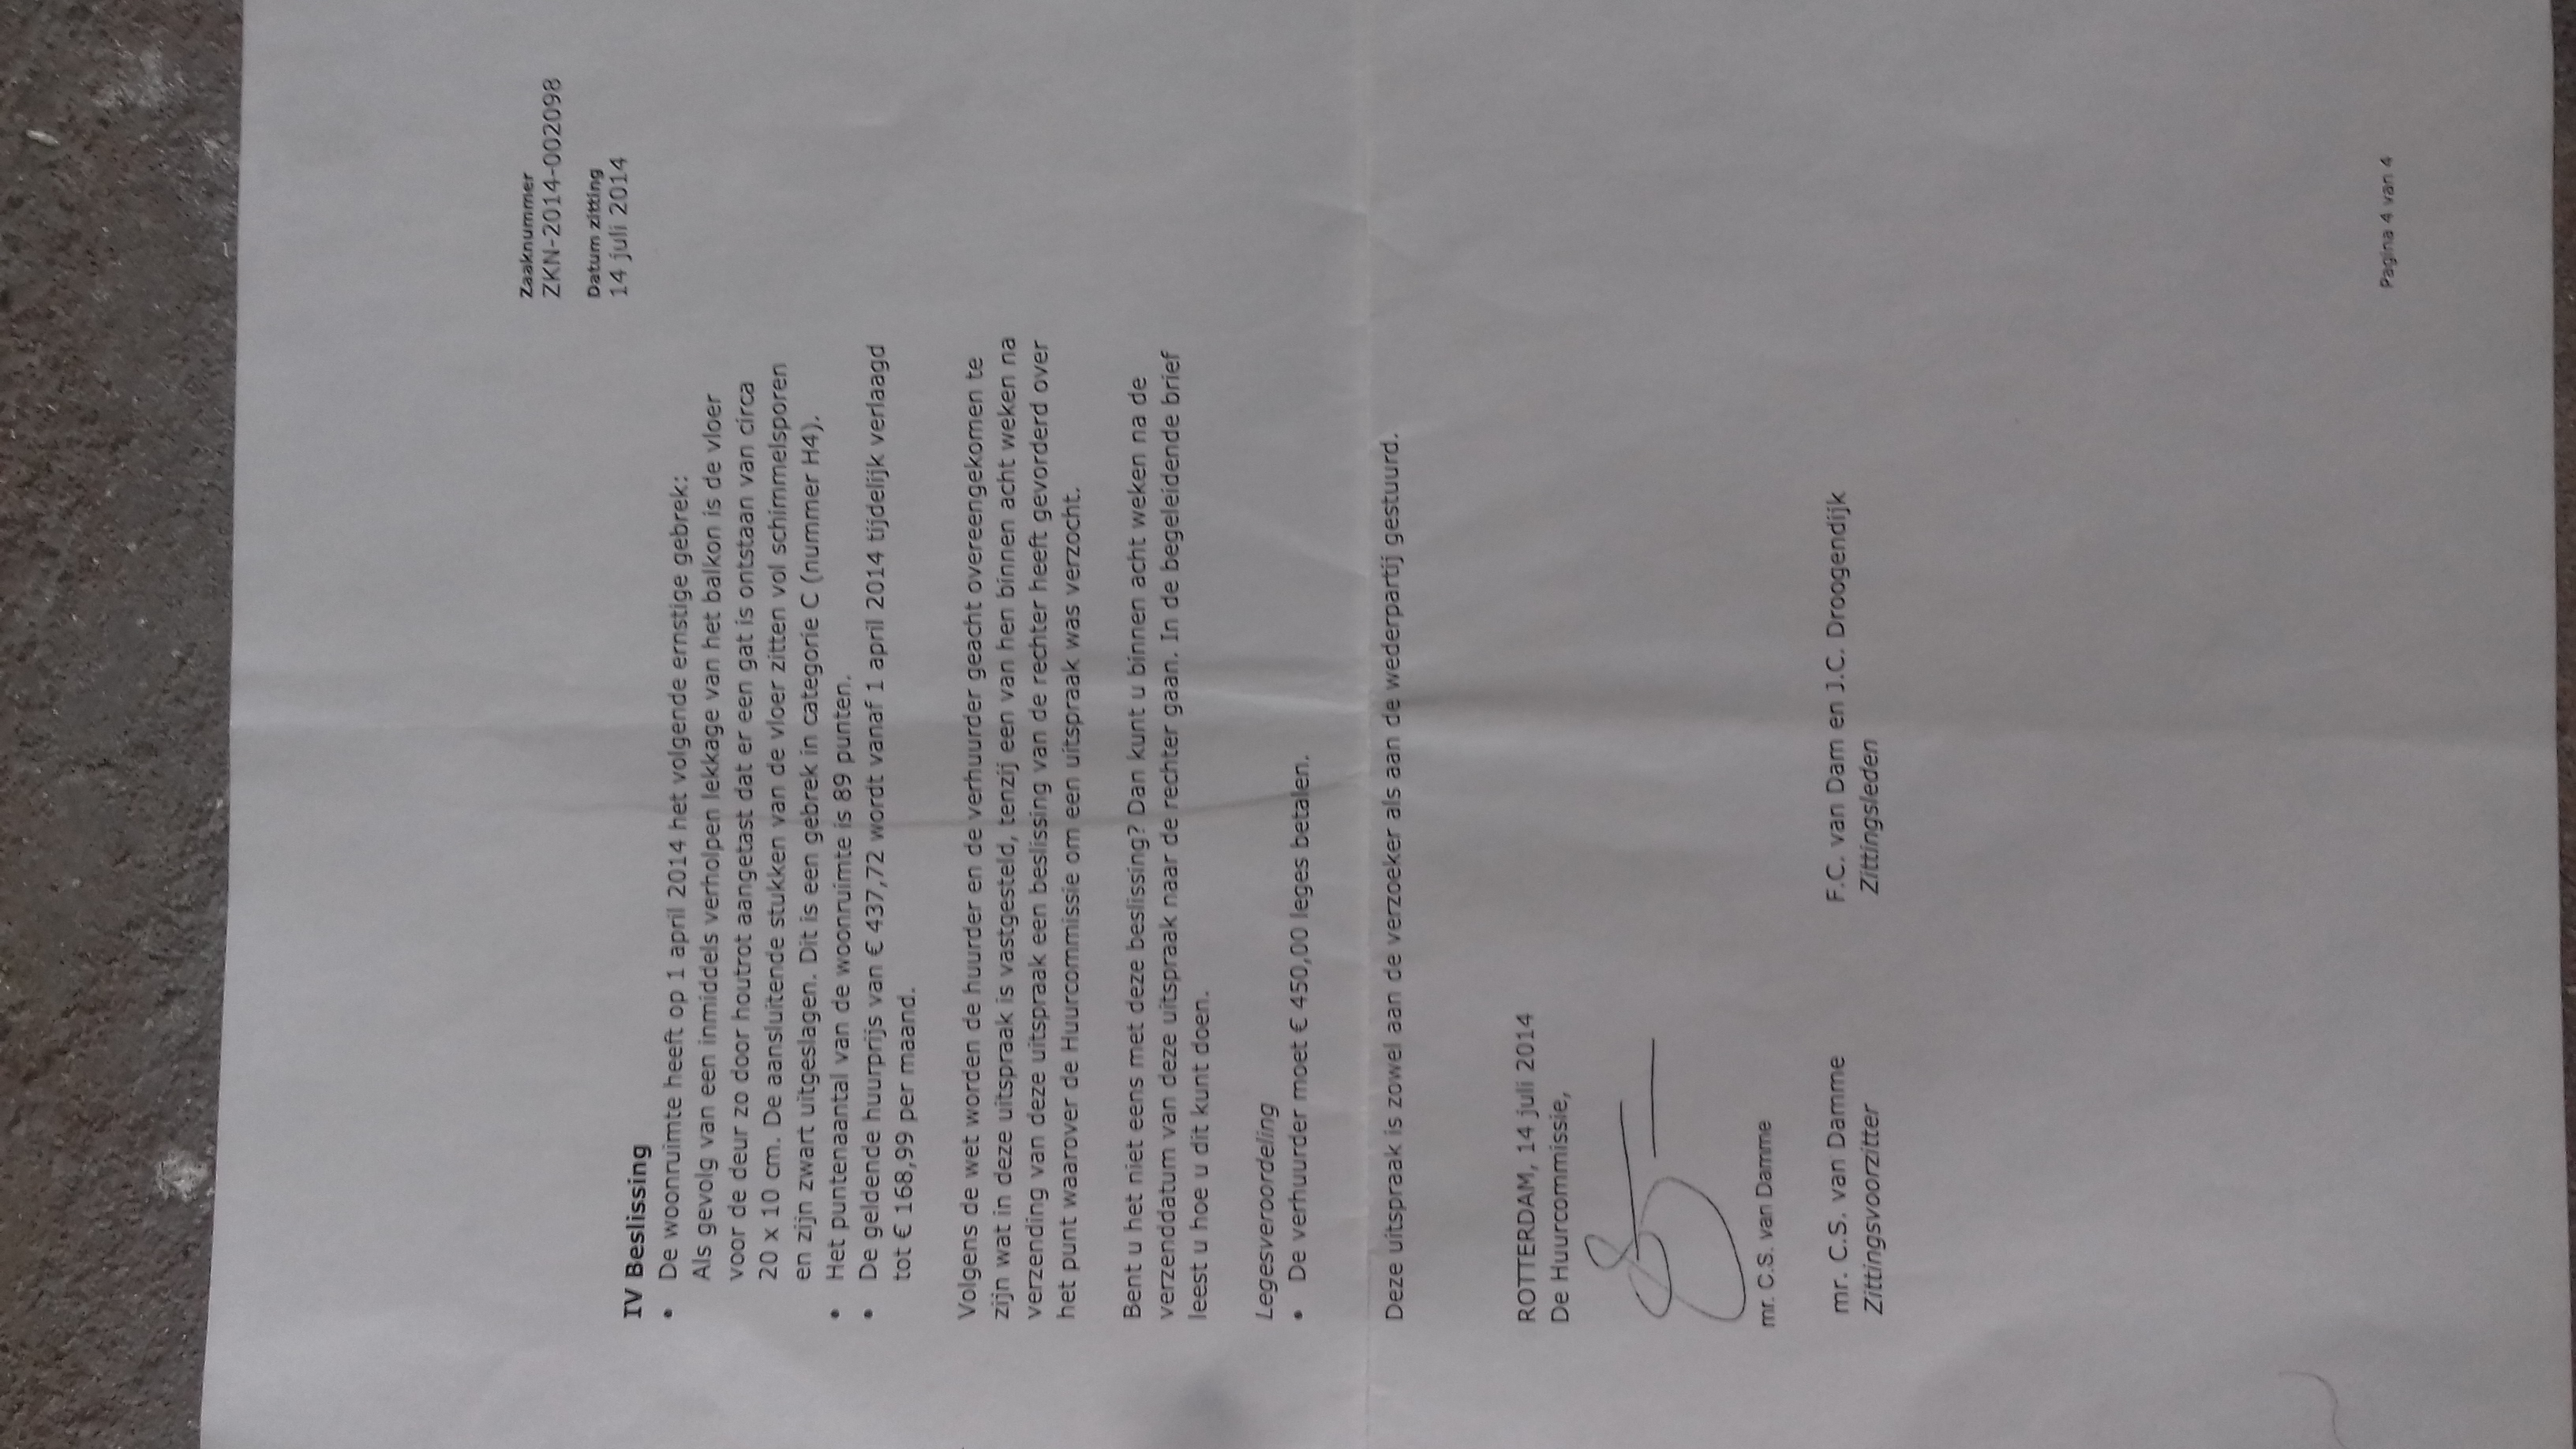 Zaaknummer
ZKN-2014-002098
Datum zitting
14 juli 2014
IV Beslissing
• De woonruimte heeft op 1 april 2014 het volgende ernstige gebrek:
Als gevolg van een inmiddels verholpen lekkage van het balkon is de vloer
voor de deur zo door houtrot aangetast dat er een gat is ontstaan van circa
20 x 10 cm. De aansluitende stukken van de vloer zitten vol schimmelsporen
en zijn zwart uitgeslagen. Dit is een gebrek in categorie C (nummer H4).
• Het puntenaantal van de woonruimte is 89 punten.
• De geldende huurprijs van € 437,72 wordt vanaf 1 april 2014 tijdelijk verlaagd
tot € 168,99 per maand.
Volgens de wet worden de huurder en de verhuurder geacht overeengekomen te
zijn wat in deze uitspraak is vastgesteld, tenzij een van hen binnen acht weken na
verzending van deze uitspraak een beslissing van de rechter heeft gevorderd over
het punt waarover de Huurcommissie om een uitspraak was verzocht.
Bent u het niet eens met deze beslissing? Dan kunt u binnen acht weken na de
verzenddatum van deze uitspraak naar de rechter gaan. In de begeleidende brief
leest u hoe u dit kunt doen.
Legesveroordeling
• De verhuurder moet € 450,00 leges betalen.
Deze uitspraak is zowel aan de verzoeker als aan de wederpartij gestuurd.
ROTTERDAM, 14 juli 2014
De Huurcommissie,
mr. C.S. van Damme
mr. C.S. van Damme F.C. van Dam en J.C. Droogendijk
Zittingsvoorzitter Zittingsleden
Pagina 4 van 4